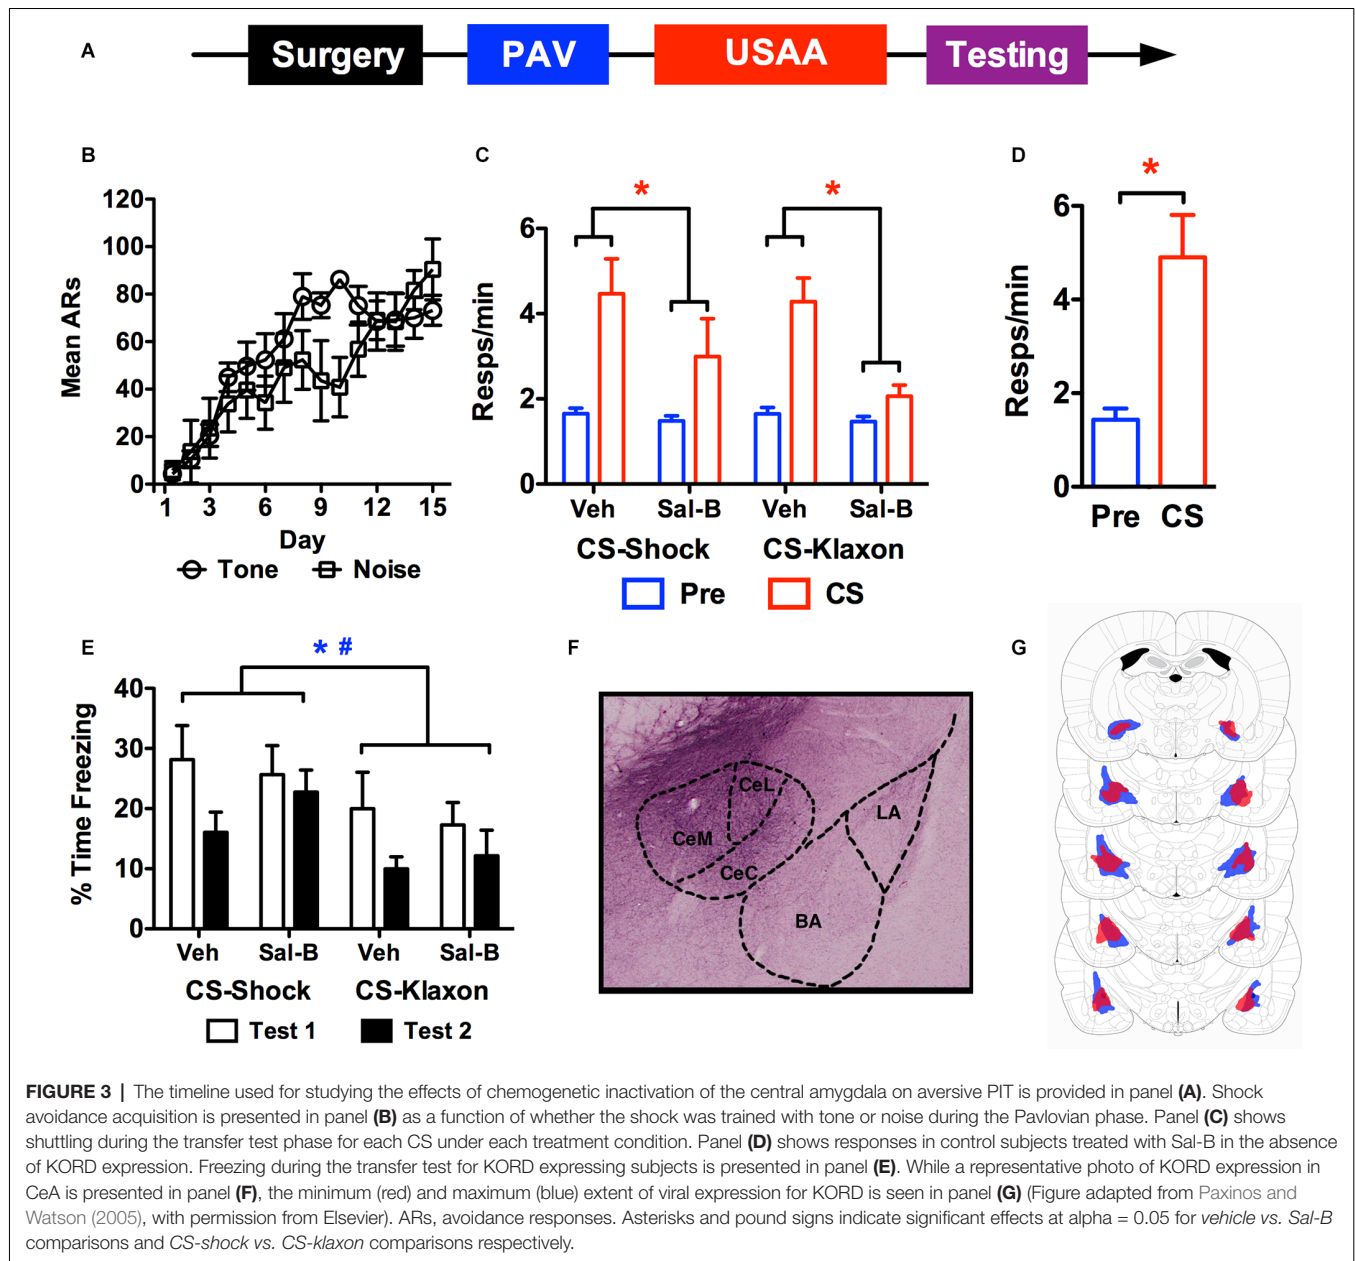 A
Surgery
PAV
USAA
Testing
B
120
100
80
60
40
20
0
Mean ARs
1 3 6 9 12 15
Day
Tone Noise
C
* *
6
4
2
0
Resps/min
Veh Sal-B Veh Sal-B
CS-Shock CS-Klaxon
Pre CS
D
*
6
4
2
0
Resps/min
Pre CS
E
* #
40
30
20
10
0
% Time Freezing
Veh Sal-B Veh Sal-B
CS-Shock CS-Klaxon
Test 1 Test 2
F
CeL
CeM
CeC
LA
BA
G
FIGURE 3 | The timeline used for studying the effects of chemogenetic inactivation of the central amygdala on aversive PIT is provided in panel (A). Shock
avoidance acquisition is presented in panel (B) as a function of whether the shock was trained with tone or noise during the Pavlovian phase. Panel (C) shows
shuttling during the transfer test phase for each CS under each treatment condition. Panel (D) shows responses in control subjects treated with Sal-B in the absence
of KORD expression. Freezing during the transfer test for KORD expressing subjects is presented in panel (E). While a representative photo of KORD expression in
CeA is presented in panel (F), the minimum (red) and maximum (blue) extent of viral expression for KORD is seen in panel (G) (Figure adapted from Paxinos and
Watson (2005), with permission from Elsevier). ARs, avoidance responses. Asterisks and pound signs indicate significant effects at alpha = 0.05 for vehicle vs. Sal-B
comparisons and CS-shock vs. CS-klaxon comparisons respectively.